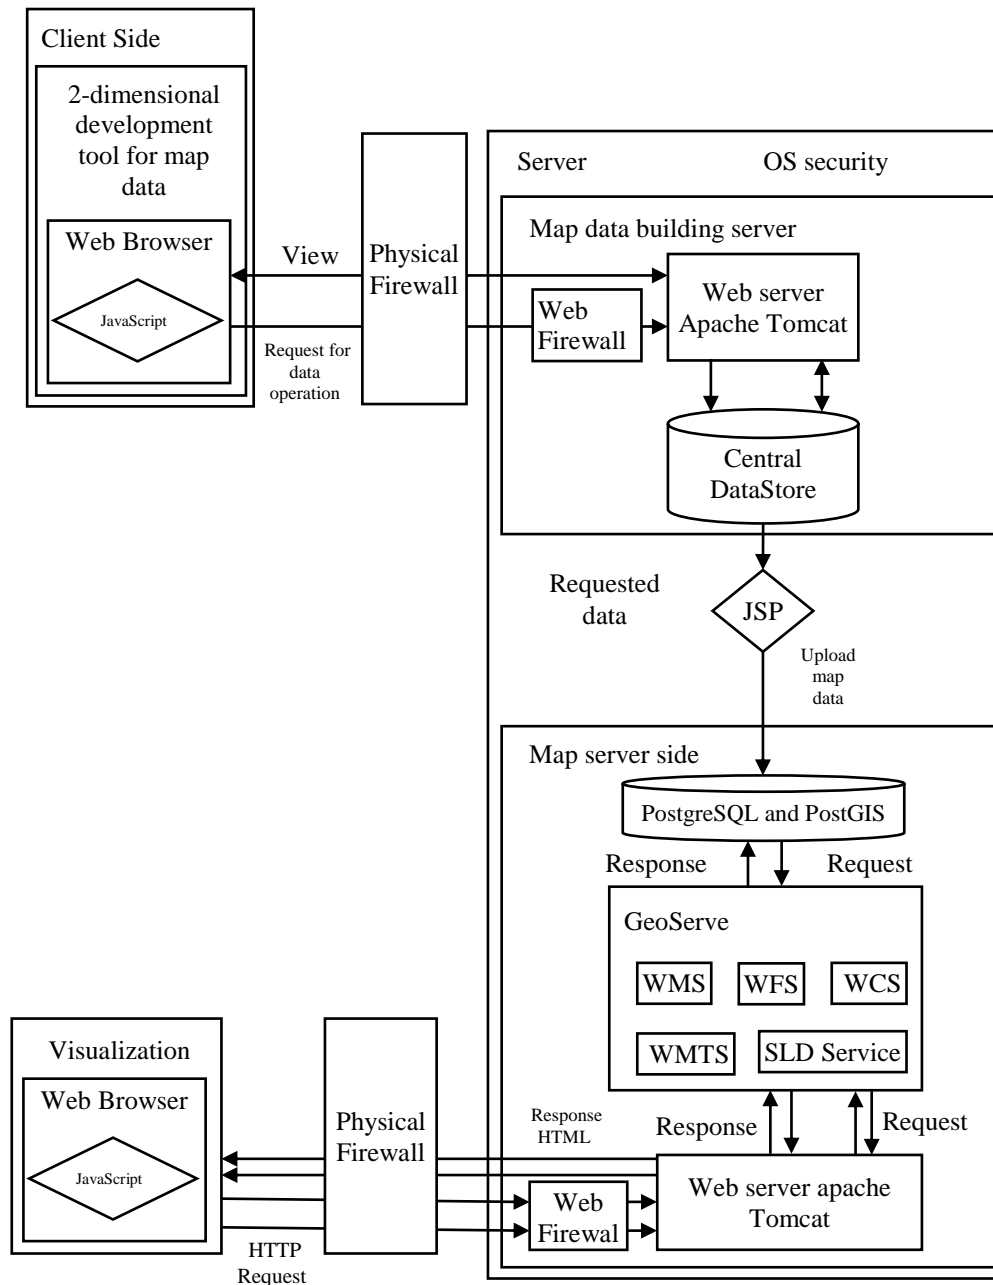 Client Side
2-dimensional
development
tool for map
data
Web Browser
JavaScript
View
Request for
data
operation
Physical
Firewall
Server
OS security
Map data building server
Web
Firewall
Web server
Apache Tomcat
Central
DataStore
Requested
data
JSP
Upload
map
data
Map server side
PostgreSQL and PostGIS
Response
Request
GeoServe
WMS
WFS
WCS
WMTS
SLD Service
Response
Request
Visualization
Web Browser
JavaScript
Physical
Firewall
Response
HTML
Web
Firewal
Web server apache
Tomcat
HTTP
Request